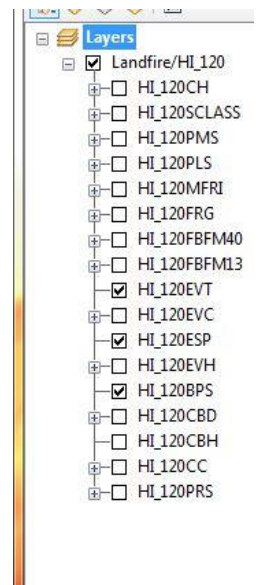 Layers
Landfire/HI_120
HI_120CH
HI_120SCLASS
HI_120PMS
HI_120PLS
HI_120MFRI
HI_120FRG
HI_120FBFM40
HI_120FBFM13
HI_120EVT
HI_120EVC
HI_120ESP
HI_120EVH
HI_120BPS
HI_120CBD
HI_120CBH
HI_120CC
HI_120PRS